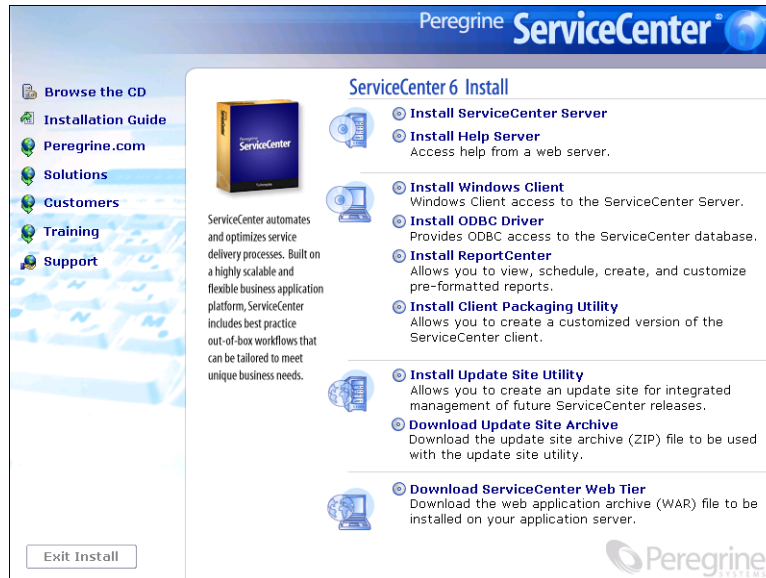 Peregrine ServiceCenter®
Browse the CD
Installation Guide
Peregrine.com
Solutions
Customers
Training
Support
Exit Install
Peregrine
ServiceCenter
ServiceCenter automates
and optimizes service
delivery processes. Built on
a highly scalable and
flexible business application
platform, ServiceCenter
includes best practice
out-of-box workflows that
can be tailored to meet
unique business needs.
ServiceCenter 6 Install
Install ServiceCenter Server
Install Help Server
Access help from a web server.
Install Windows Client
Windows Client access to the ServiceCenter Server.
Install ODBC Driver
Provides ODBC access to the ServiceCenter database.
Install ReportCenter
Allows you to view, schedule, create, and customize
pre-formatted reports.
Install Client Packaging Utility
Allows you to create a customized version of the
ServiceCenter client.
Install Update Site Utility
Allows you to create an update site for integrated
management of future ServiceCenter releases.
Download Update Site Archive
Download the update site archive (ZIP) file to be used
with the update site utility.
Download ServiceCenter Web Tier
Download the web application archive (WAR) file to be
installed on your application server.
Peregrine
SYSTEMS